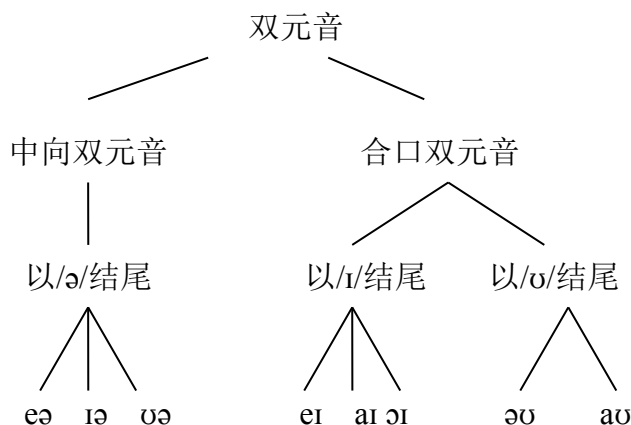 双元音
中向双元音 合口双元音
以/ə/结尾 以/ɪ/结尾 以/ʊ/结尾
eə ɪə ʊə eɪ aɪ ɔɪ əʊ aʊ